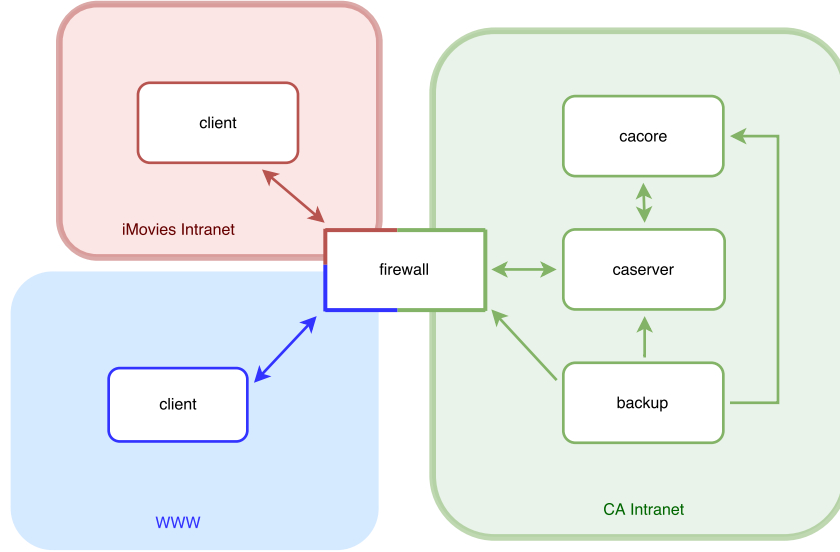 client
iMovies Intranet
firewall
client
WWW
cacore
caserver
backup
CA Intranet